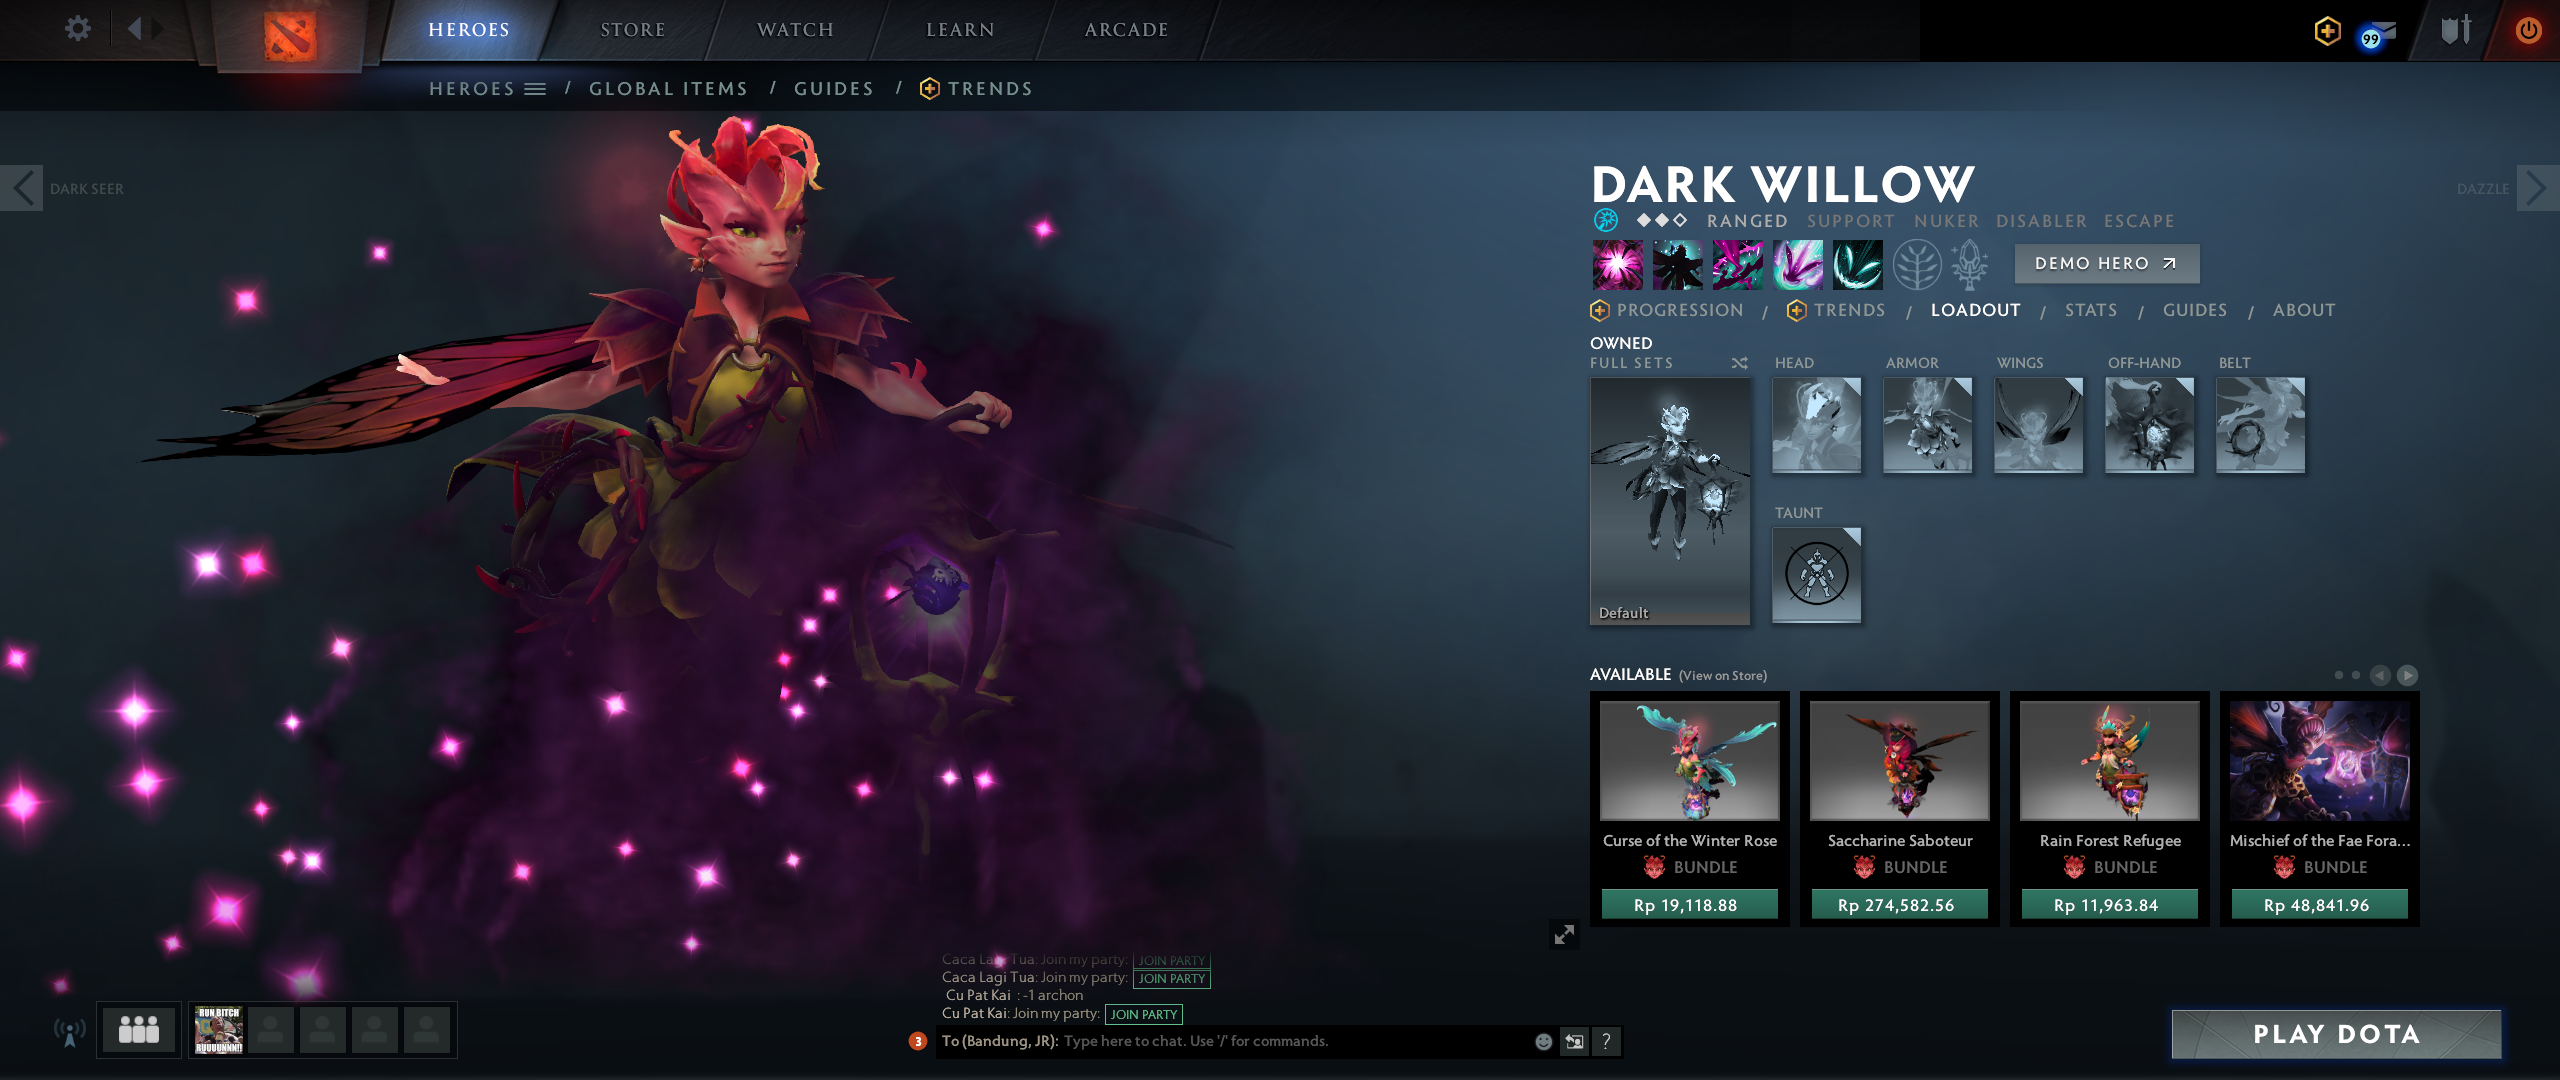 HEROES
STORE
WATCH
LEARN
ARCADE
99
HEROES / GLOBAL ITEMS / GUIDES / TRENDS
DARK SEER
DAZZLE
DARK WILLOW
RANGED SUPPORT NUKER DISABLER ESCAPE
DEMO HERO
PROGRESSION / TRENDS / LOADOUT / STATS / GUIDES / ABOUT
OWNED
FULL SETS
HEAD
ARMOR
WINGS
OFF-HAND
BELT
TAUNT
Default
AVAILABLE (View on Store)
Curse of the Winter Rose
BUNDLE
Rp 19,118.88
Saccharine Saboteur
BUNDLE
Rp 274,582.56
Rain Forest Refugee
BUNDLE
Rp 11,963.84
Mischief of the Fae Fora...
BUNDLE
Rp 48,841.96
Caca Lagi Tua: Join my party: JOIN PARTY
Caca Lagi Tua: Join my party: JOIN PARTY
Cu Pat Kai : -1 archon
Cu Pat Kai: Join my party: JOIN PARTY
3
To (Bandung, JR): Type here to chat. Use '/' for commands.
?
RUN BITCH
RUUUUNNN!!
PLAY DOTA